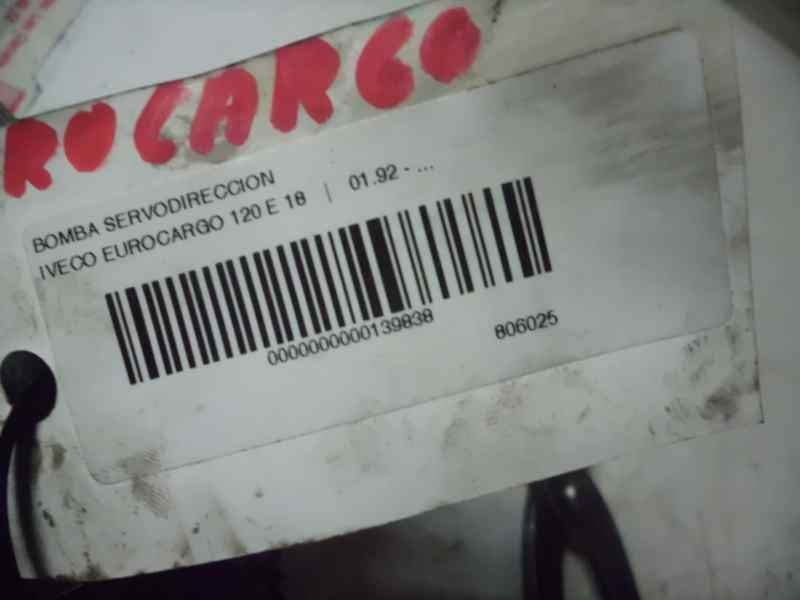 ROCARGO
BOMBA SERVODIRECCION
IVECO EUROCARGO 120 E 18 | 01.92 - ...
0000000000139838
806025